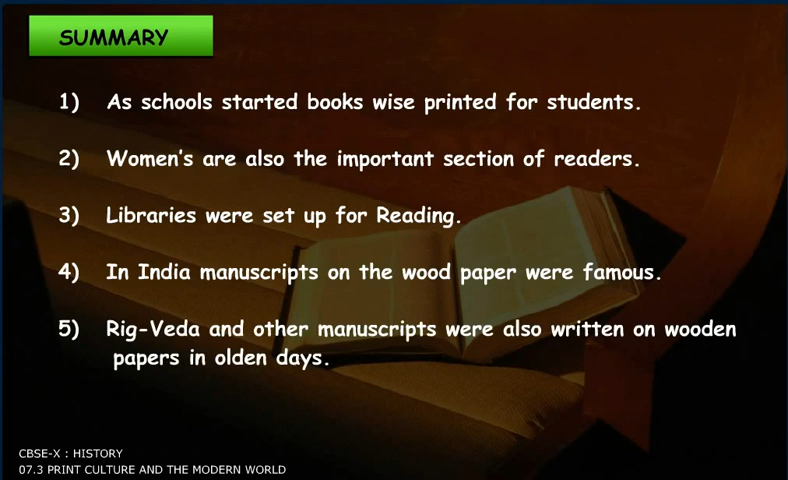 SUMMARY
1) As schools started books wise printed for students.
2) Women's are also the important section of readers.
3) Libraries were set up for Reading.
4) In India manuscripts on the wood paper were famous.
5) Rig-Veda and other manuscripts were also written on wooden
papers in olden days.
CBSE-X : HISTORY
07.3 PRINT CULTURE AND THE MODERN WORLD